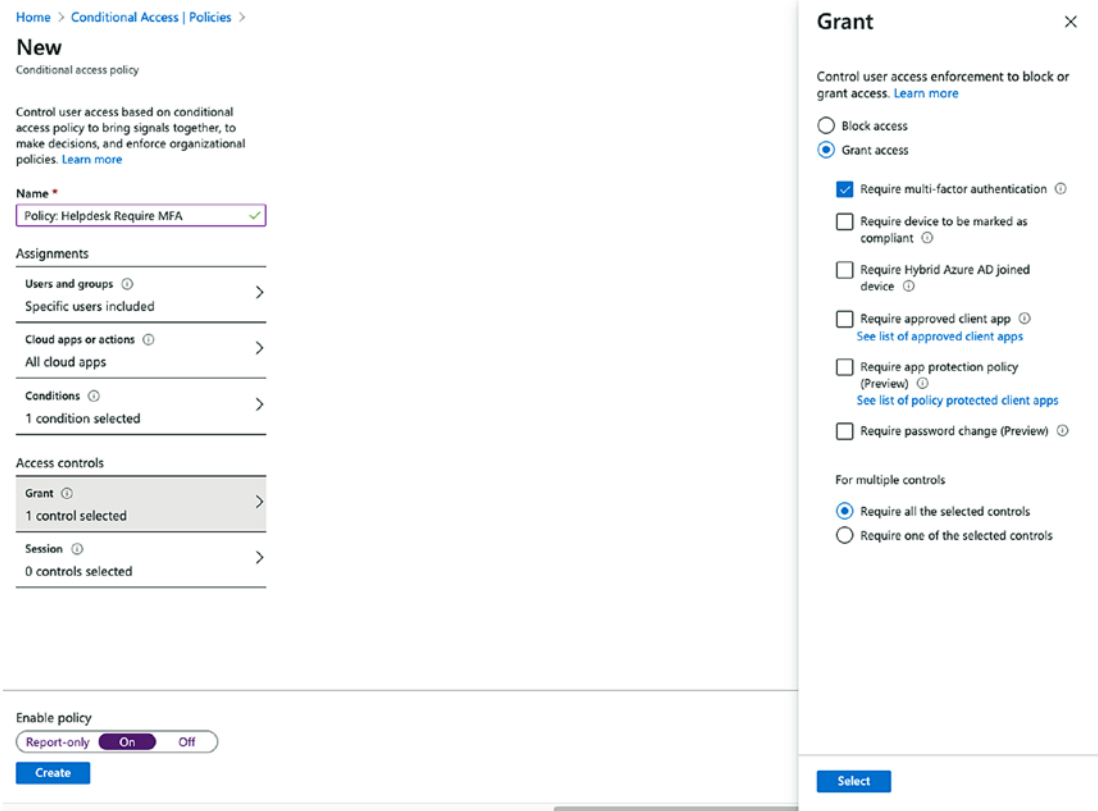 Home > Conditional Access | Policies >
New
Conditional access policy
Control user access based on conditional
access policy to bring signals together, to
make decisions, and enforce organizational
policies. Learn more
Name *
Policy: Helpdesk Require MFA
Assignments
Users and groups
Specific users included
Cloud apps or actions
All cloud apps
Conditions
1 condition selected
Access controls
Grant
1 control selected
Session
0 controls selected
Enable policy
Report-only On Off
Create
Grant
Control user access enforcement to block or
grant access. Learn more
Block access
Grant access
Require multi-factor authentication
Require device to be marked as
compliant
Require Hybrid Azure AD joined
device
Require approved client app
See list of approved client apps
Require app protection policy
(Preview)
See list of policy protected client apps
Require password change (Preview)
For multiple controls
Require all the selected controls
Require one of the selected controls
Select